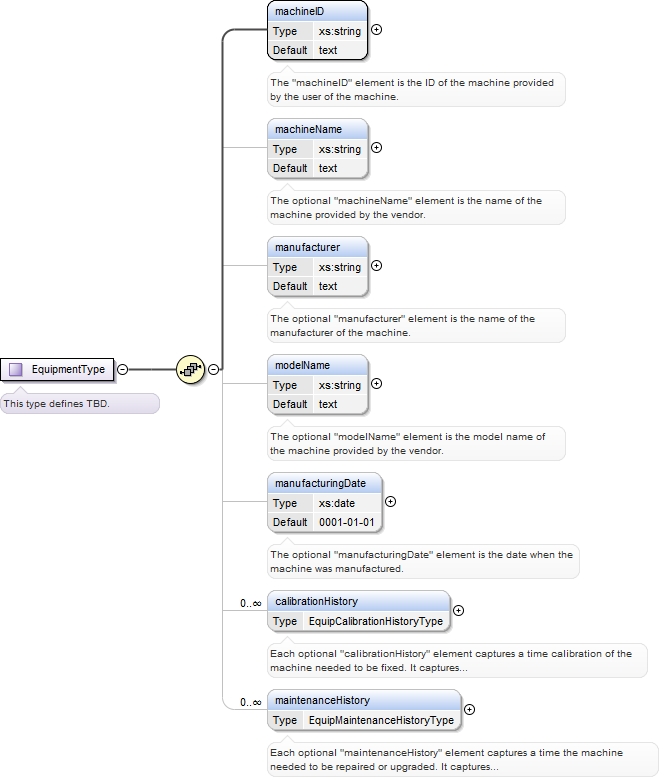 machineID
Type xs:string
Default text
The "machineID" element is the ID of the machine provided
by the user of the machine.
machineName
Type xs:string
Default text
The optional "machineName" element is the name of the
machine provided by the vendor.
manufacturer
Type xs:string
Default text
The optional "manufacturer" element is the name of the
manufacturer of the machine.
EquipmentType
This type defines TBD.
modelName
Type xs:string
Default text
The optional "modelName" element is the model name of
the machine provided by the vendor.
manufacturingDate
Type xs:date
Default 0001-01-01
The optional "manufacturingDate" element is the date when the
machine was manufactured.
0..∞
calibrationHistory
Type EquipCalibrationHistoryType
Each optional "calibrationHistory" element captures a time calibration of the
machine needed to be fixed. It captures...
0..∞
maintenanceHistory
Type EquipMaintenanceHistoryType
Each optional "maintenanceHistory" element captures a time the machine
needed to be repaired or upgraded. It captures...